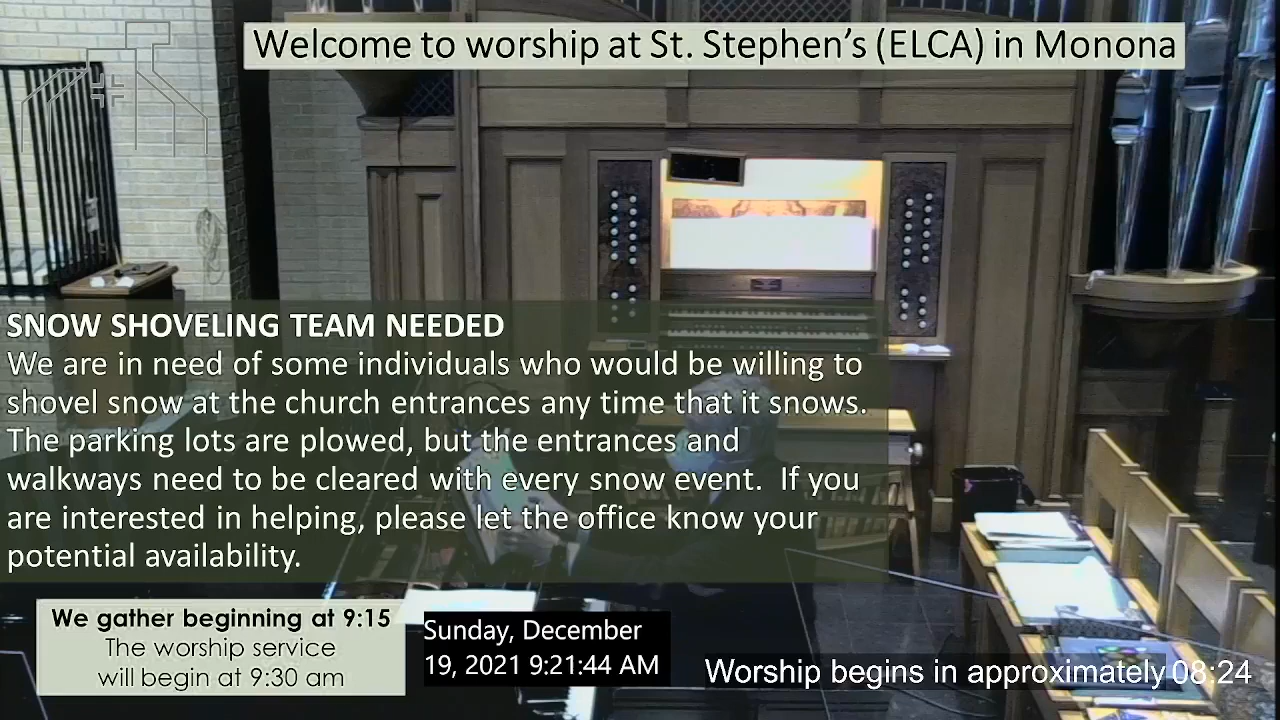 Welcome to worship at St. Stephen's (ELCA) in Monona
SNOW SHOVELING TEAM NEEDED
We are in need of some individuals who would be willing to
shovel snow at the church entrances any time that it snows.
The parking lots are plowed, but the entrances and
walkways need to be cleared with every snow event.  If you
are interested in helping, please let the office know your
potential availability.
We gather beginning at 9:15
The worship service
will begin at 9:30 am
Sunday, December
19, 2021 9:21:44 AM
Worship begins in approximately 08:24